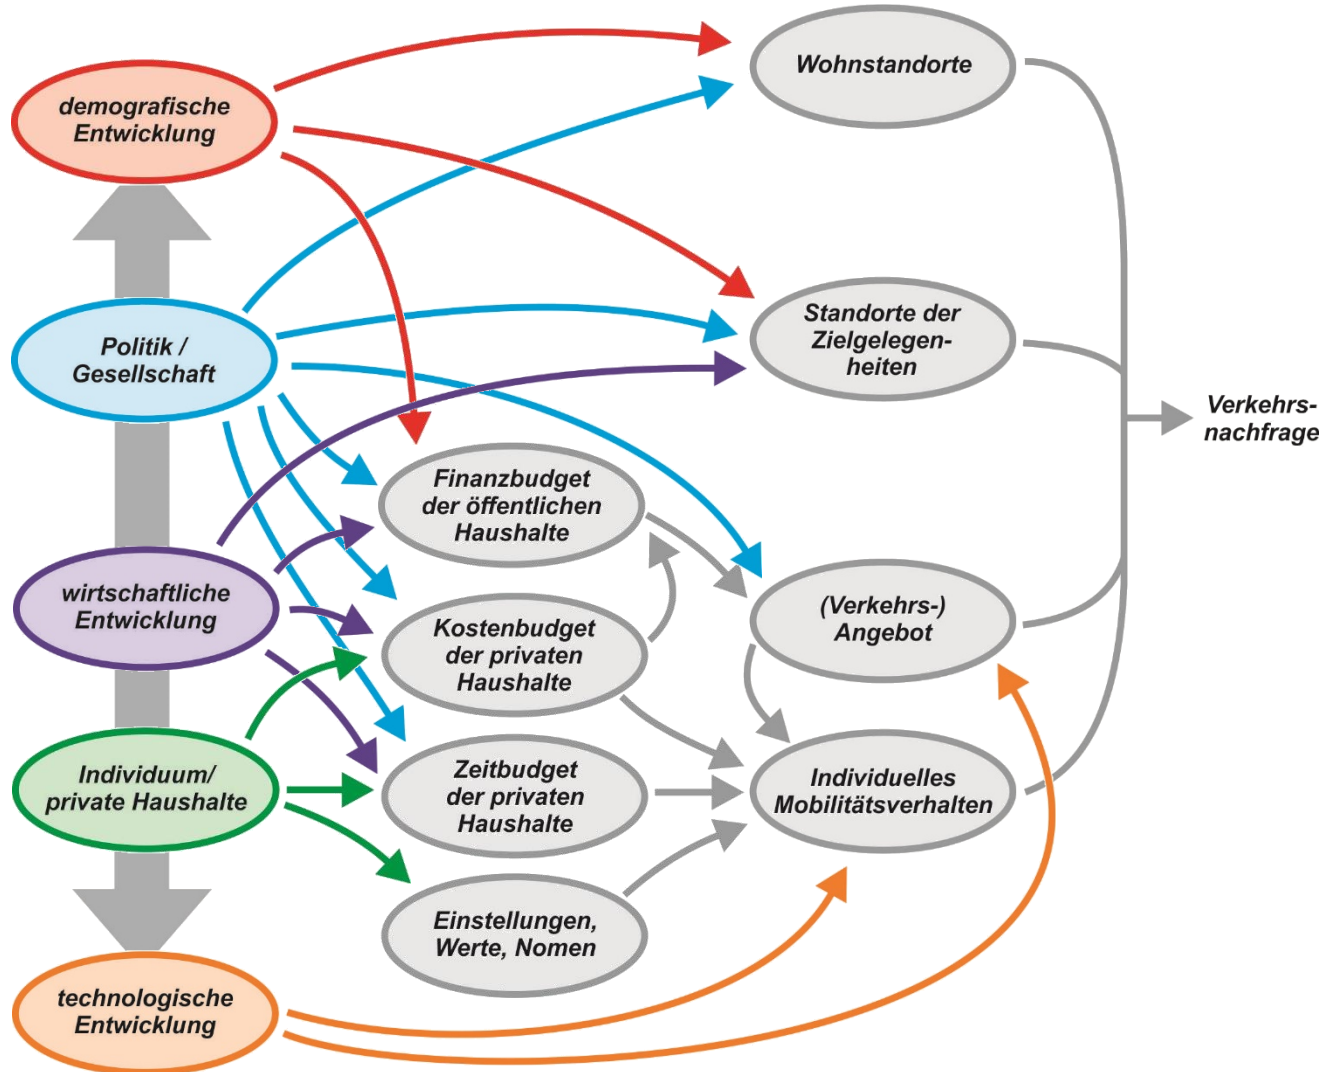 demografische
Entwicklung
Politik /
Gesellschaft
wirtschaftliche
Entwicklung
Individuum/
private Haushalte
technologische
Entwicklung
Finanzbudget
der öffentlichen
Haushalte
Kostenbudget
der privaten
Haushalte
Zeitbudget
der privaten
Haushalte
Einstellungen,
Werte, Nomen
Wohnstandorte
Standorte der
Zielgelegen-
heiten
(Verkehrs-)
Angebot
Individuelles
Mobilitätsverhalten
Verkehrs-
nachfrage